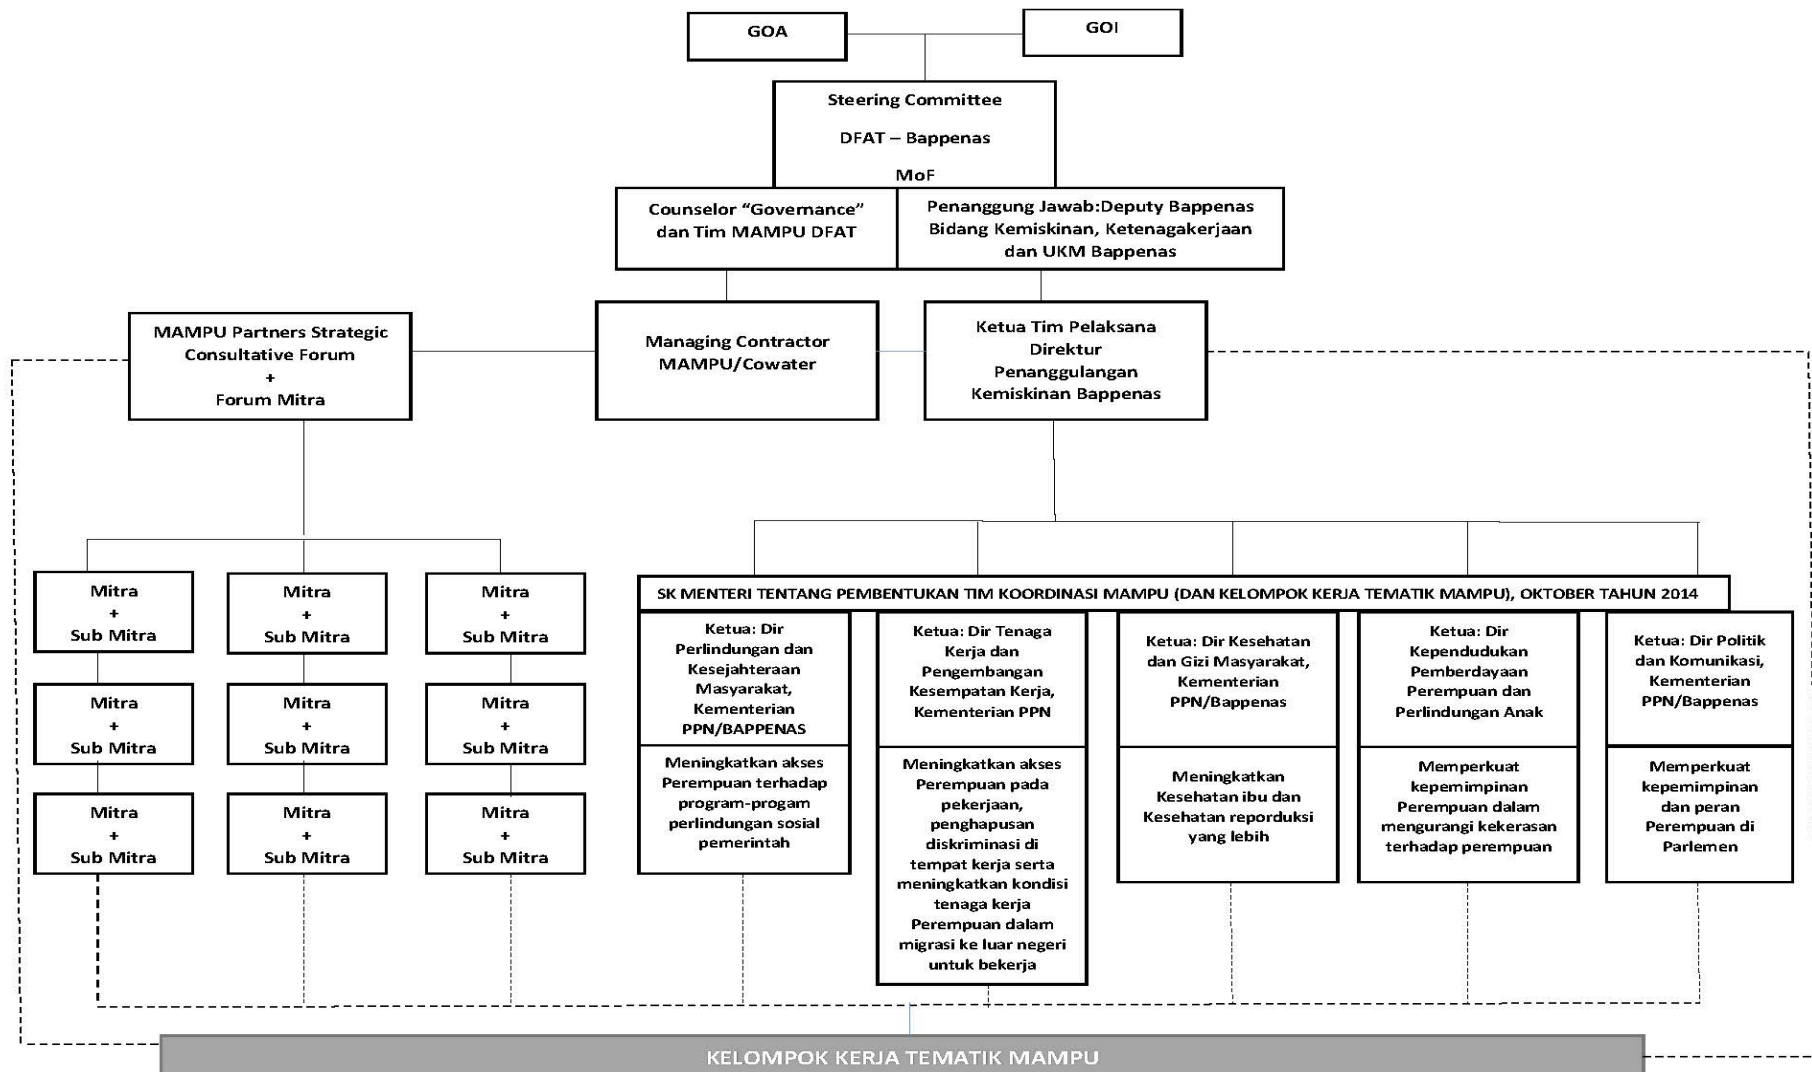 GOA
GOI
Steering Committee
DFAT – Bappenas
MoF
Counselor “Governance”
dan Tim MAMPU DFAT
Penanggung Jawab:Deputy Bappenas
Bidang Kemiskinan, Ketenagakerjaan
dan UKM Bappenas
MAMPU Partners Strategic
Consultative Forum
+
Forum Mitra
Managing Contractor
MAMPU/Cowater
Ketua Tim Pelaksana
Direktur
Penanggulangan
Kemiskinan Bappenas
Mitra
+
Sub Mitra
Mitra
+
Sub Mitra
Mitra
+
Sub Mitra
Mitra
+
Sub Mitra
Mitra
+
Sub Mitra
Mitra
+
Sub Mitra
Mitra
+
Sub Mitra
Mitra
+
Sub Mitra
Mitra
+
Sub Mitra
SK MENTERI TENTANG PEMBENTUKAN TIM KOORDINASI MAMPU (DAN KELOMPOK KERJA TEMATIK MAMPU), OKTOBER TAHUN 2014
Ketua: Dir
Perlindungan dan
Kesejahteraan
Masyarakat,
Kementerian
PPN/BAPPENAS
Meningkatkan akses
Perempuan terhadap
program-progam
perlindungan sosial
pemerintah
Ketua: Dir Tenaga
Kerja dan
Pengembangan
Kesempatan Kerja,
Kementerian PPN
Meningkatkan akses
Perempuan pada
pekerjaan,
penghapusan
diskriminasi di
tempat kerja serta
meningkatkan kondisi
tenaga kerja
Perempuan dalam
migrasi ke luar negeri
untuk bekerja
Ketua: Dir Kesehatan
dan Gizi Masyarakat,
Kementerian
PPN/Bappenas
Meningkatkan
Kesehatan ibu dan
Kesehatan reporduksi
yang lebih
Ketua: Dir
Kependudukan
Pemberdayaan
Perempuan dan
Perlindungan Anak
Memperkuat
kepemimpinan
Perempuan dalam
mengurangi kekerasan
terhadap perempuan
Ketua: Dir Politik
dan Komunikasi,
Kementerian
PPN/Bappenas
Memperkuat
kepemimpinan
dan peran
Perempuan di
Parlemen
KELOMPOK KERJA TEMATIK MAMPU